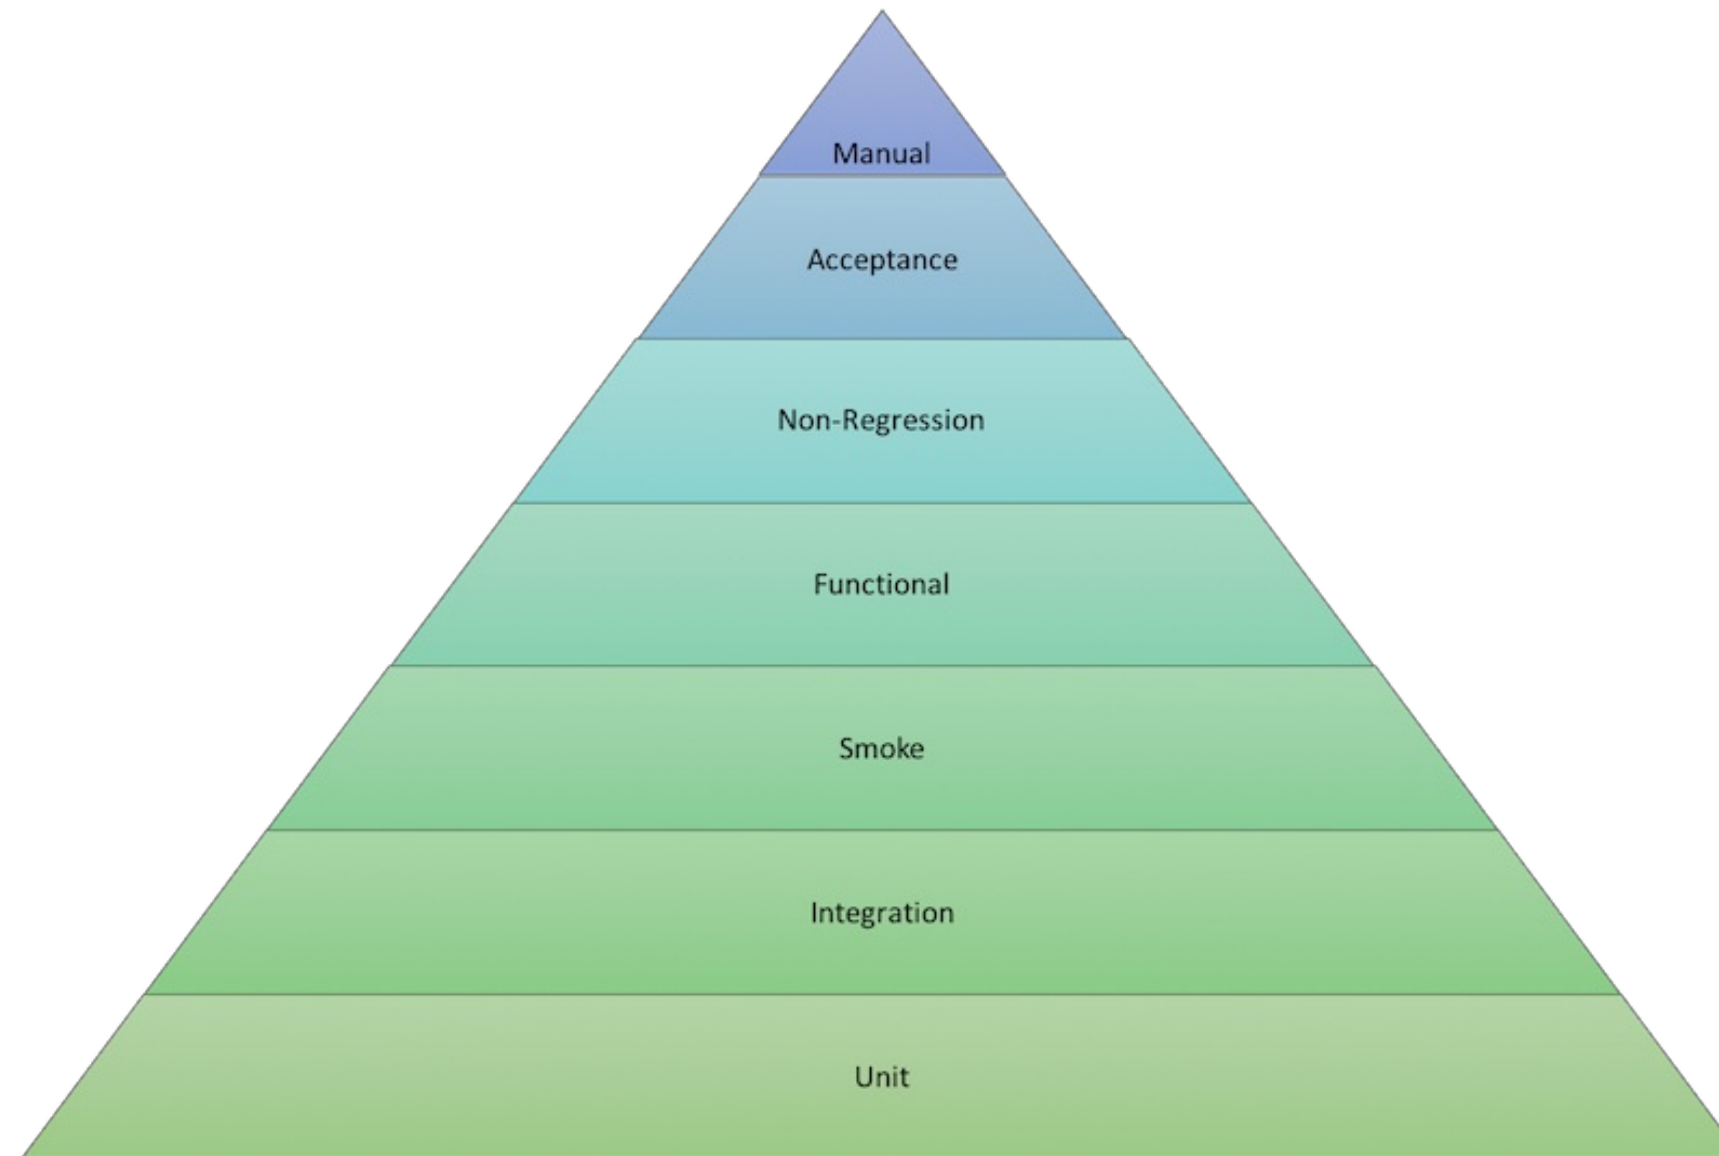 Manual
Acceptance
Non-Regression
Functional
Smoke
Integration
Unit